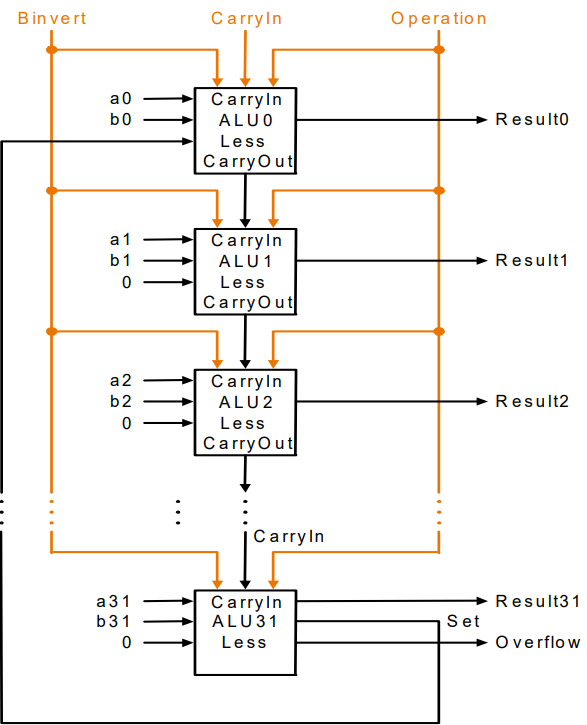 Binvert CarryIn Operation
a0 CarryIn
b0 ALU0 Result0
Less
CarryOut
a1 CarryIn
b1 ALU1 Result1
0 Less
CarryOut
a2 CarryIn
b2 ALU2 Result2
0 Less
CarryOut
CarryIn
a31 CarryIn Result31
b31 ALU31 Set
0 Less Overflow